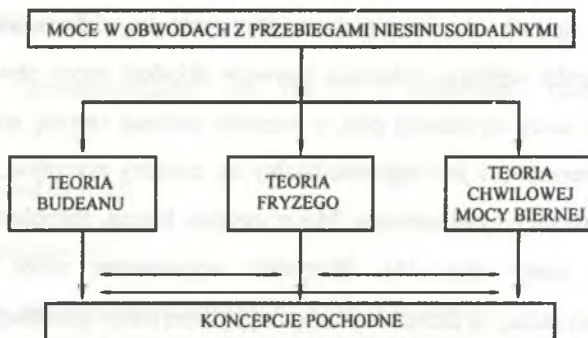 MOCE W OBWODACH Z PRZEBIEGAMI NIESINUSOIDALNYMI
TEORIA
BUDEANU
TEORIA
FRYZEGO
TEORIA
CHWILOWEJ
MOCY BIERNEJ
KONCEPCJE POCHODNE